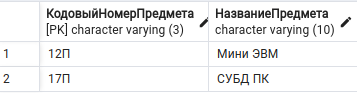 КодовыйНомерПредмета НазваниеПредмета
[PK] character varying (3) character varying (10)
1 12П Мини ЭВМ
2 17П СУБД ПК